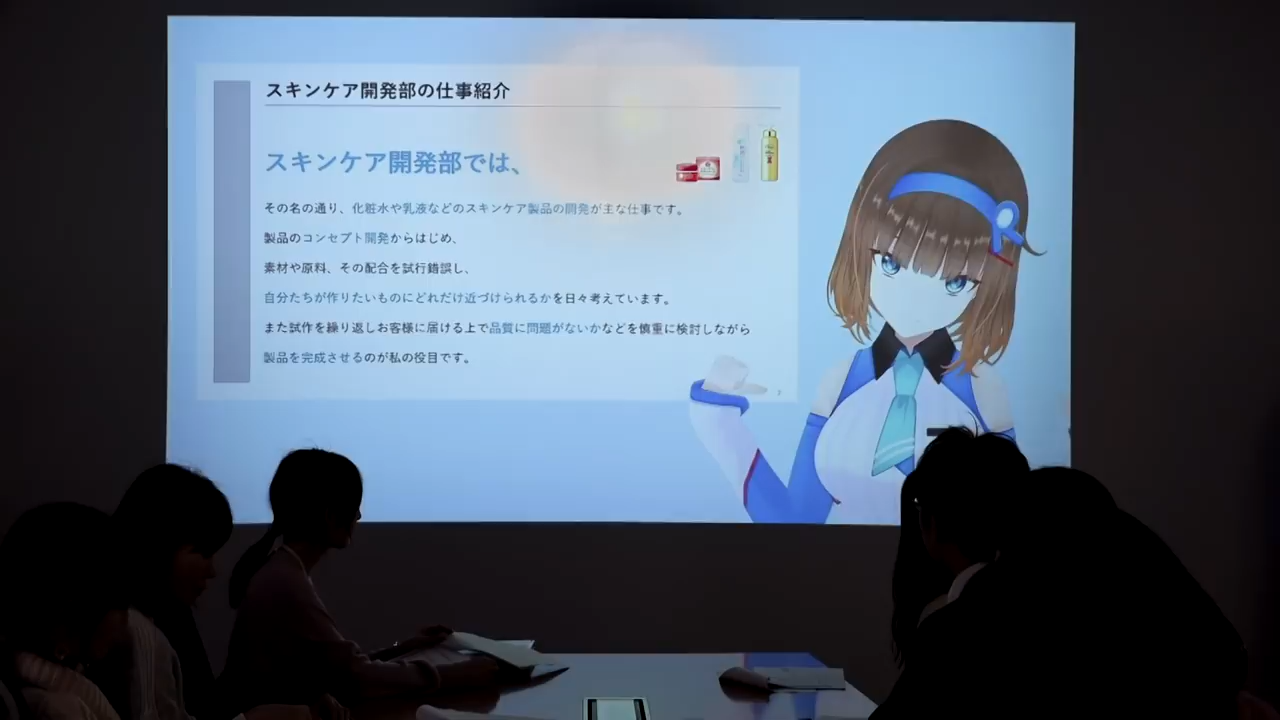 スキンケア開発部の仕事紹介
スキンケア開発部では、
その名の通り、化粧水や乳液などのスキンケア製品の開発が主な仕事です。
製品のコンセプト開発からはじめ、
素材や原料、その配合を試行錯誤し、
自分たちが作りたいものにどれだけ近づけられるかを日々考えています。
また試作を繰り返しお客様に届ける上で品質に問題がないかなどを慎重に検討しながら
製品を完成させるのが私の役目です。